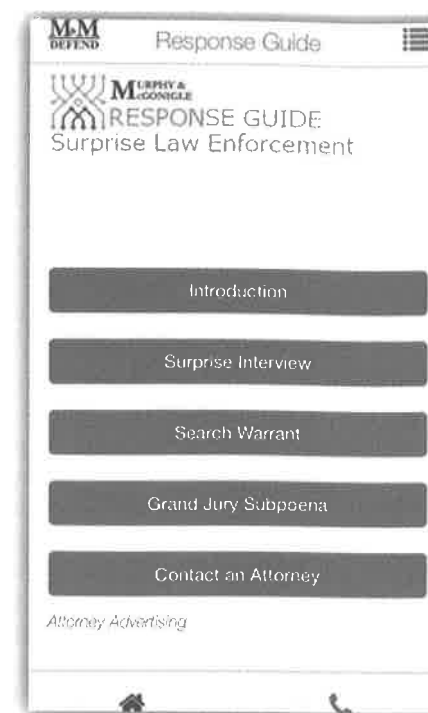 M&M
DEFEND
Response Guide
MURPHY &
MCGONIGLE
RESPONSE GUIDE
Surprise Law Enforcement
Introduction
Surprise Interview
Search Warrant
Grand Jury Subpoena
Contact an Attorney
Attorney Advertising